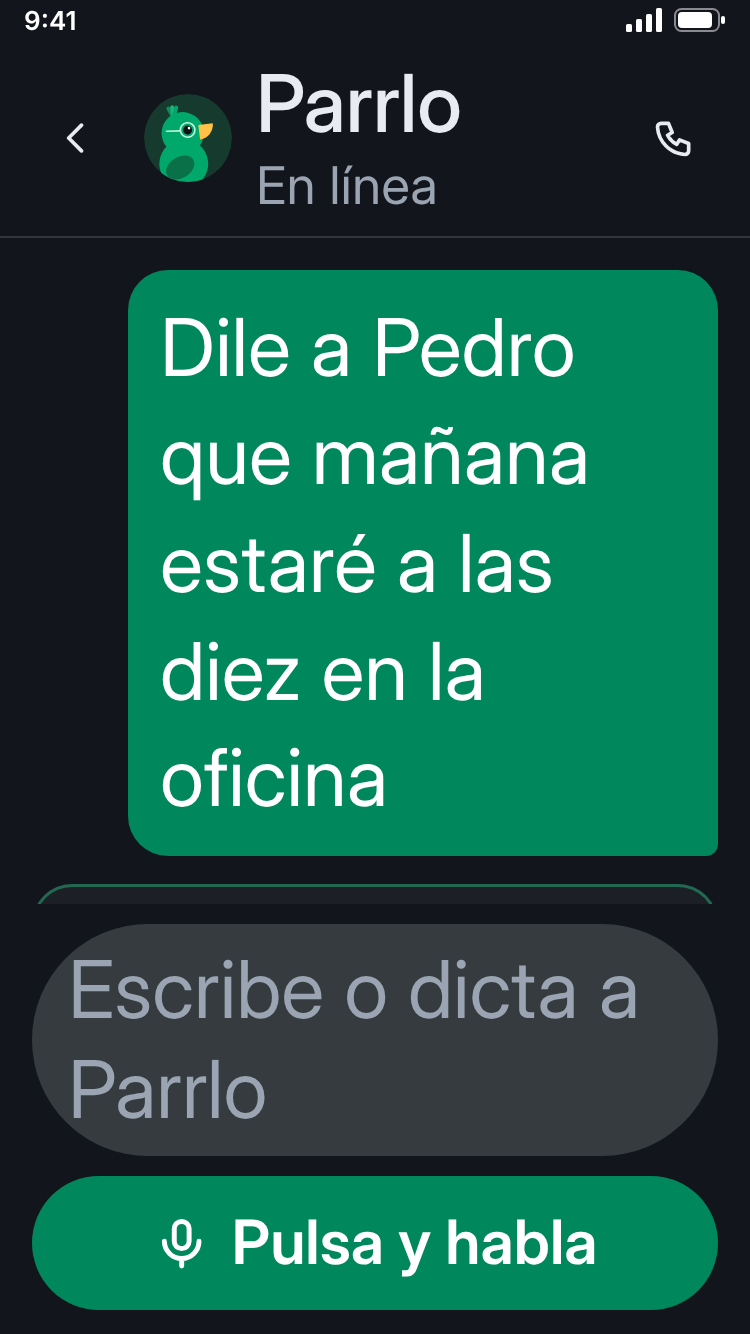 9:41
Parrlo
En línea
Dile a Pedro
que mañana
estaré a las
diez en la
oficina
Escribe o dicta a
Parrlo
Pulsa y habla